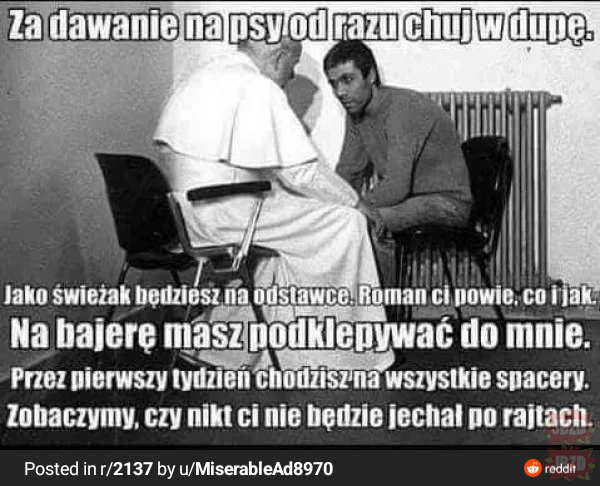 Za dawanie na psy od razu chuj w dupę.
Jako świeżak będziesz na odstawce. Roman ci powie, co i jak.
Na bajerę masz podklepywać do mnie.
Przez pierwszy tydzień chodzisz na wszystkie spacery.
Zobaczymy, czy nikt ci nie będzie jechał po rajtach.
JBZD
JBZD
Posted in r/2137 by u/MiserableAd8970
reddit